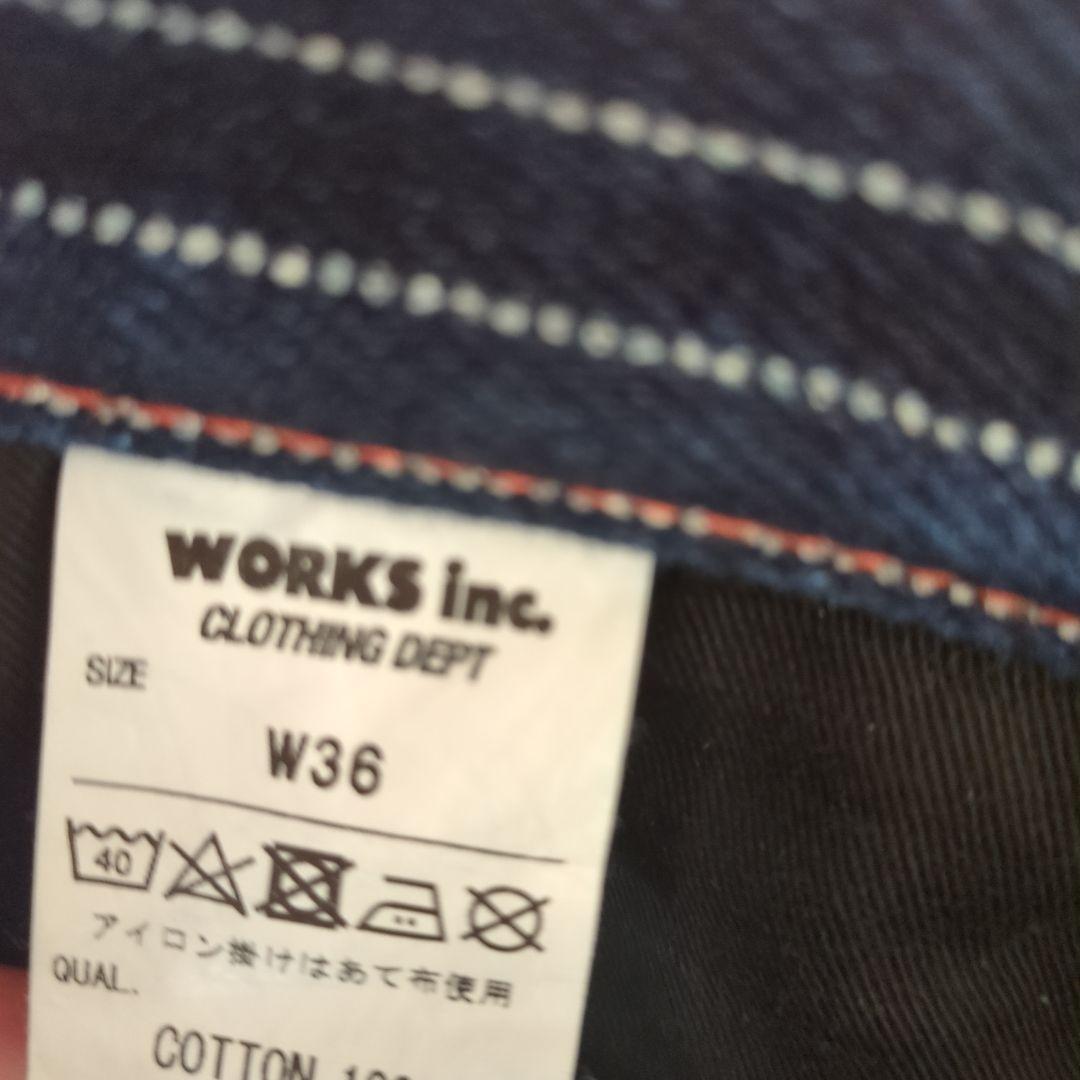 WORKS inc.
CLOTHING DEPT
SIZE
W36
40
アイロン掛けはあて布使用
QUAL.
COTTON